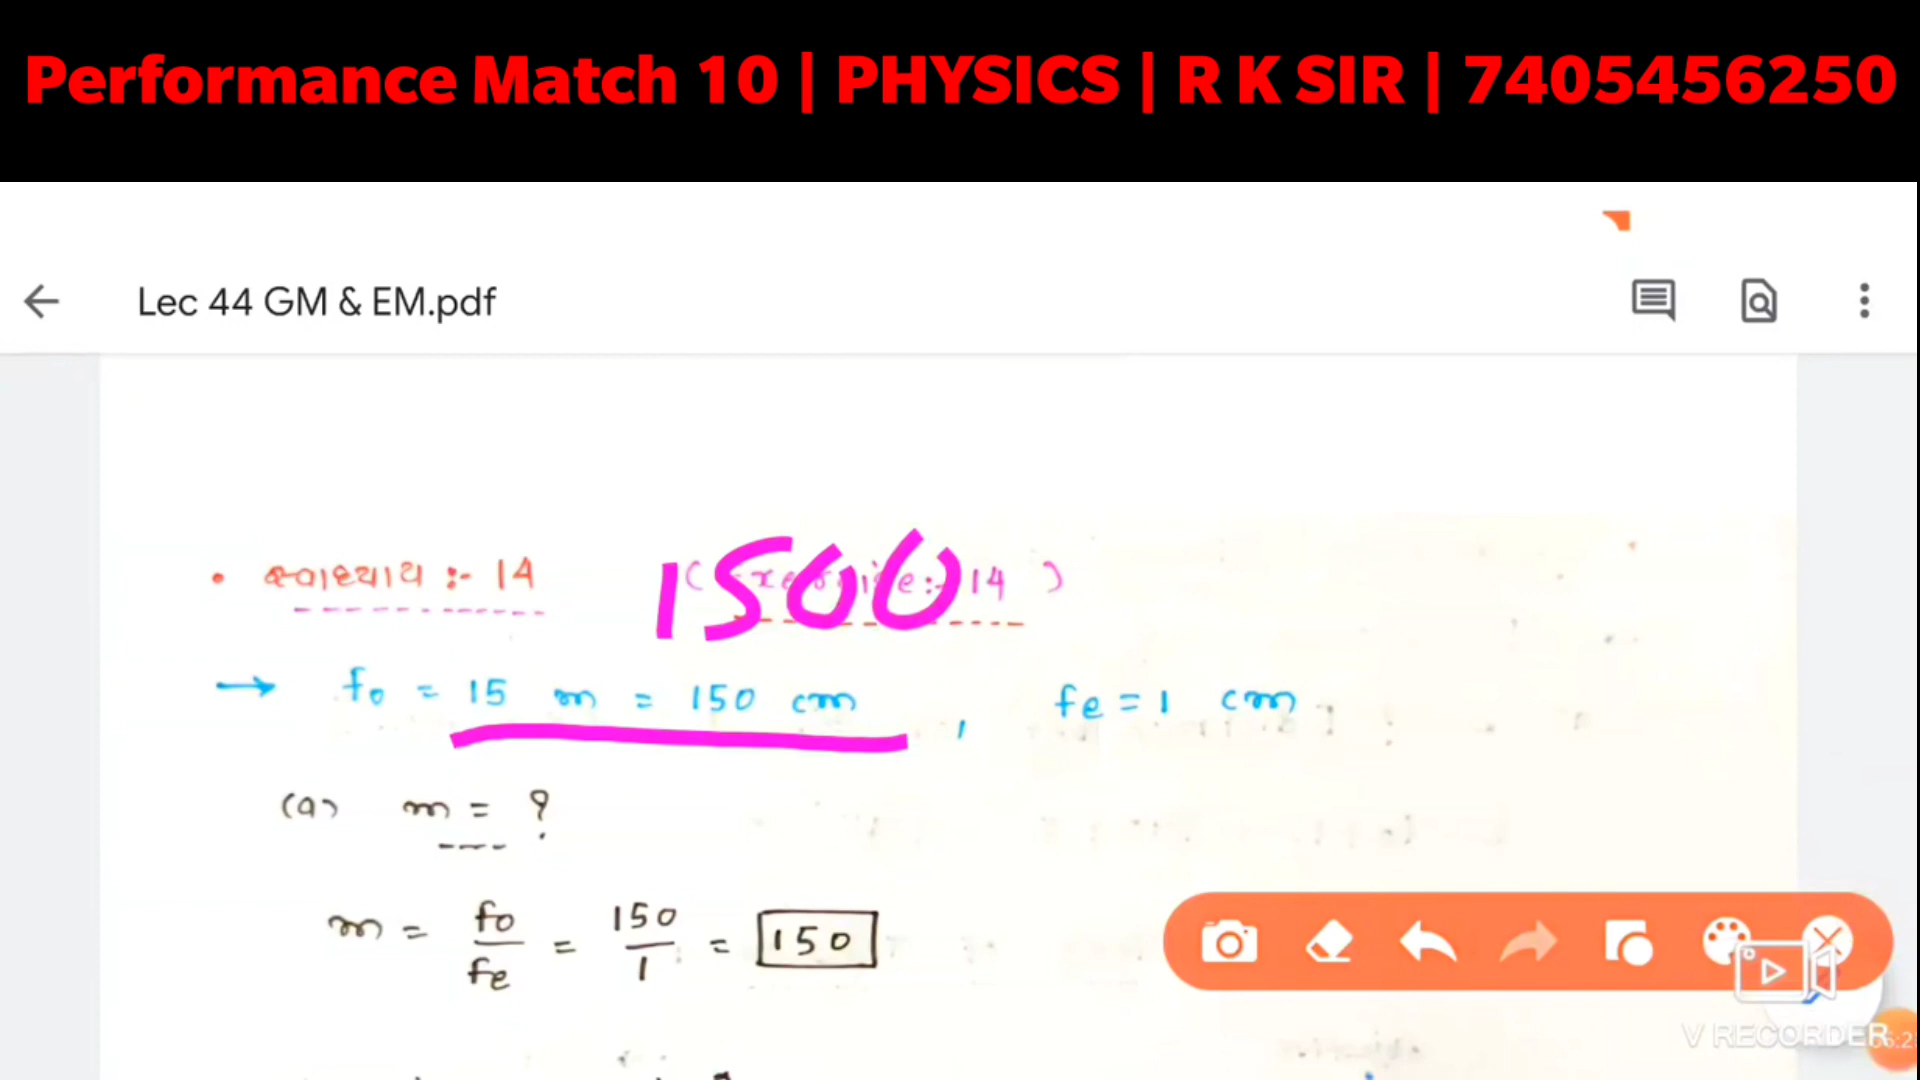 Performance Match 10 | PHYSICS | R K SIR | 7405456250
Lec 44 GM & EM.pdf
• સ્વાધ્યાય :- 14 ( :- 14 )
1500
→ fo = 15 m = 150 cm , fe = 1 cm
(a) m = ?
m = fo/fe = 150/1 = 150
V RECORDER